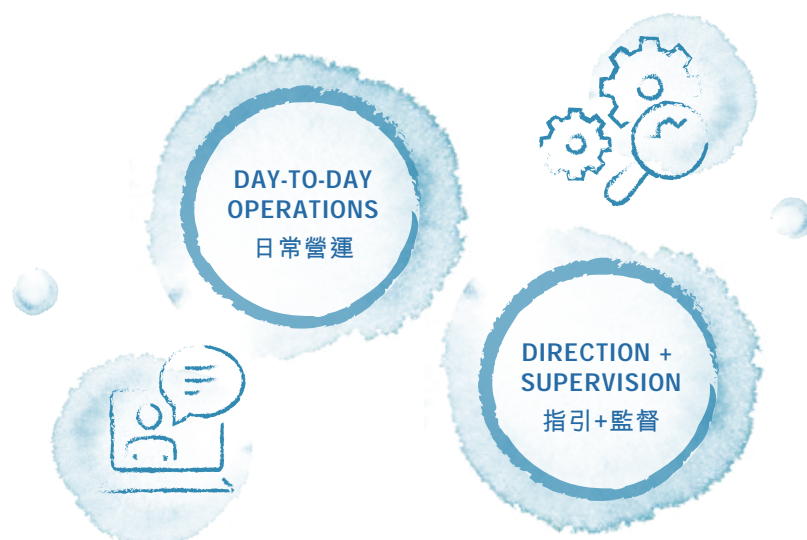 DAY-TO-DAY
OPERATIONS
日常營運
DIRECTION +
SUPERVISION
指引+監督